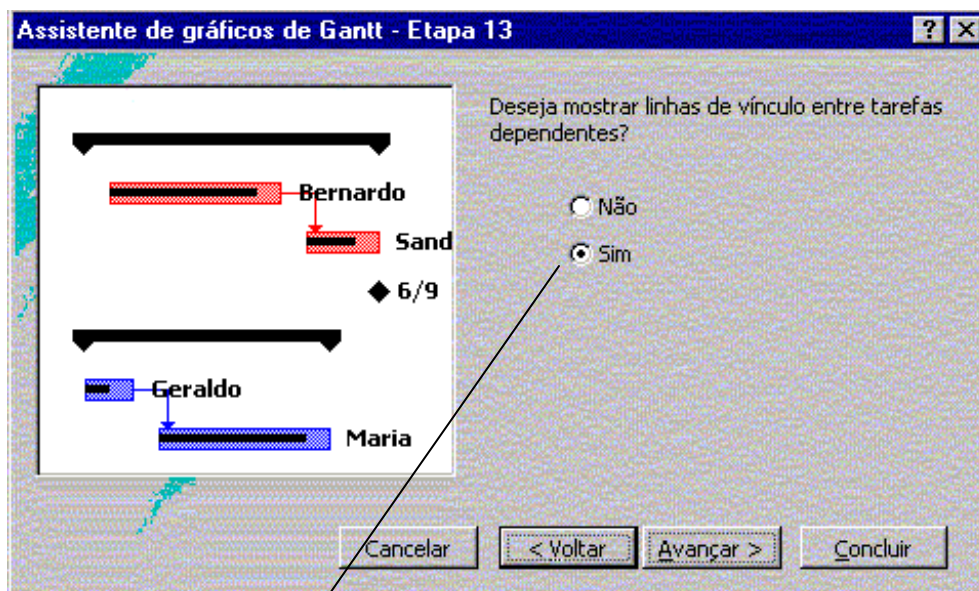 Assistente de gráficos de Gantt - Etapa 13
Deseja mostrar linhas de vínculo entre tarefas
dependentes?
Não
Sim
Bernardo
Sand
6/9
Geraldo
Maria
Cancelar
< Voltar
Avançar >
Concluir